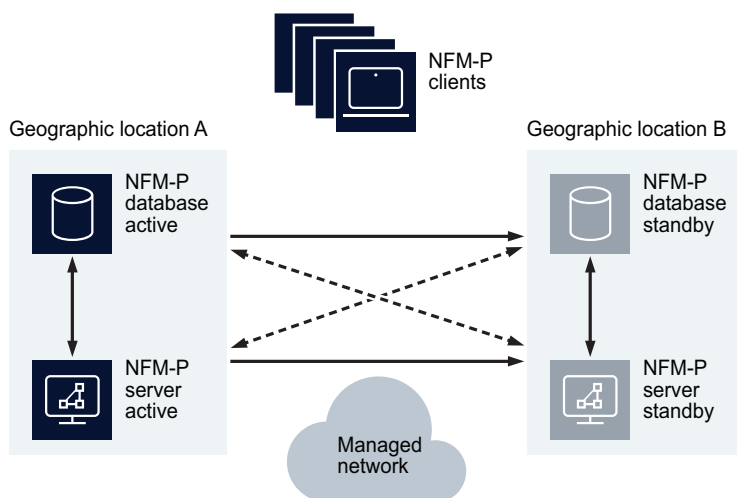 NFM-P
clients
Geographic location A
Geographic location B
NFM-P
database
active
NFM-P
database
standby
NFM-P
server
active
NFM-P
server
standby
Managed
network